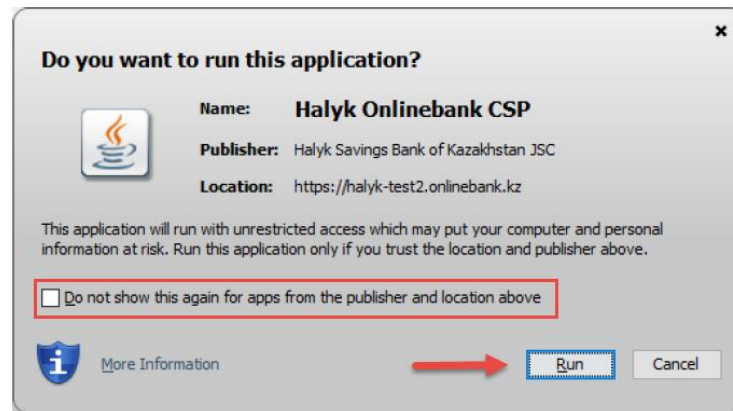 Do you want to run this application?
Name: Halyk Onlinebank CSP
Publisher: Halyk Savings Bank of Kazakhstan JSC
Location: https://halyk-test2.onlinebank.kz
This application will run with unrestricted access which may put your computer and personal
information at risk. Run this application only if you trust the location and publisher above.
Do not show this again for apps from the publisher and location above
More Information
Run
Cancel